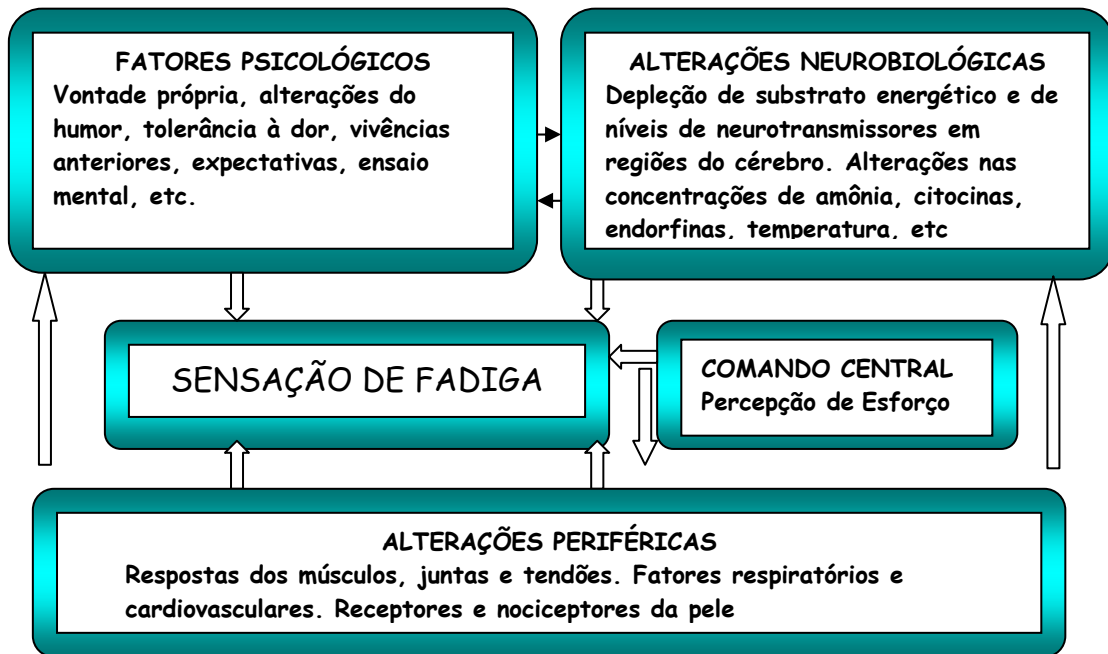 FATORES PSICOLÓGICOS
Vontade própria, alterações do
humor, tolerância à dor, vivências
anteriores, expectativas, ensaio
mental, etc.
ALTERAÇÕES NEUROBIOLÓGICAS
Depleção de substrato energético e de
níveis de neurotransmissores em
regiões do cérebro. Alterações nas
concentrações de amônia, citocinas,
endorfinas, temperatura, etc
SENSAÇÃO DE FADIGA
COMANDO CENTRAL
Percepção de Esforço
ALTERAÇÕES PERIFÉRICAS
Respostas dos músculos, juntas e tendões. Fatores respiratórios e
cardiovasculares. Receptores e nociceptores da pele